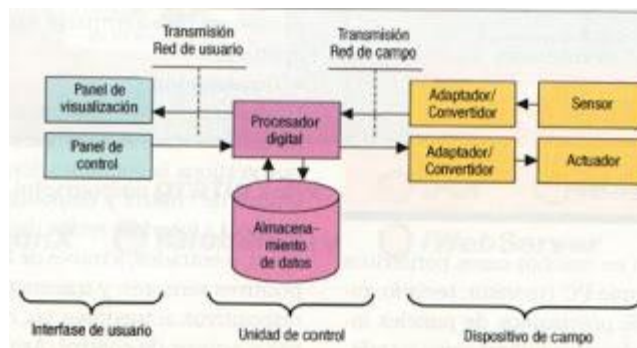 Transmisión
Red de usuario
Transmisión
Red de campo
Panel de
visualización
Panel de
control
Procesador
digital
Adaptador/
Convertidor
Sensor
Adaptador/
Convertidor
Actuador
Almacena-
miento
de datos
Interfase de usuario
Unidad de control
Dispositivo de campo